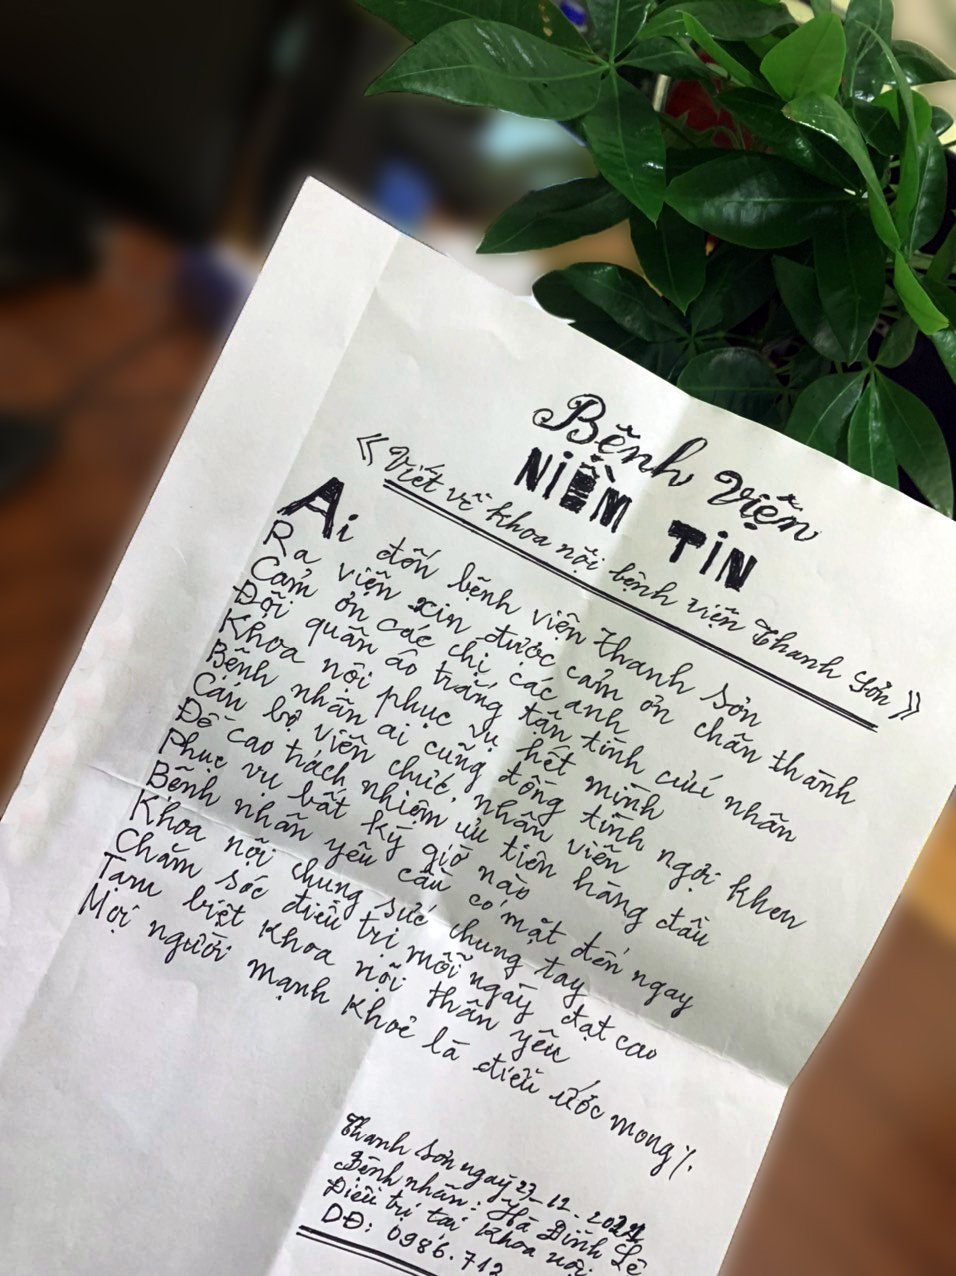 Bệnh viện
NIỀM TIN
《 Viết về khoa nội bệnh viện Thanh Sơn 》
Ai đến bệnh viện Thanh Sơn
Ra viện xin được cảm ơn chân thành
Cảm ơn các chị, các anh
Đội quân áo trắng tận tình cứu nhân
Khoa nội phục vụ hết mình
Bệnh nhân ai cũng đồng tình ngợi khen
Cán bộ viên chức, nhân viên
Đề cao trách nhiệm ưu tiên hàng đầu
Phục vụ bất kỳ giờ nào
Bệnh nhân yêu cầu có mặt đến ngay
Khoa nội chung sức chung tay
Chăm sóc điều trị mỗi ngày đạt cao
Tạm biệt khoa nội thân yêu
Mọi người mạnh khoẻ là điều ước mong./.
Thanh Sơn ngày 23-12-
Bệnh nhân: Hà Đình Lê
Điều trị tại khoa nội
DĐ: 0986.712